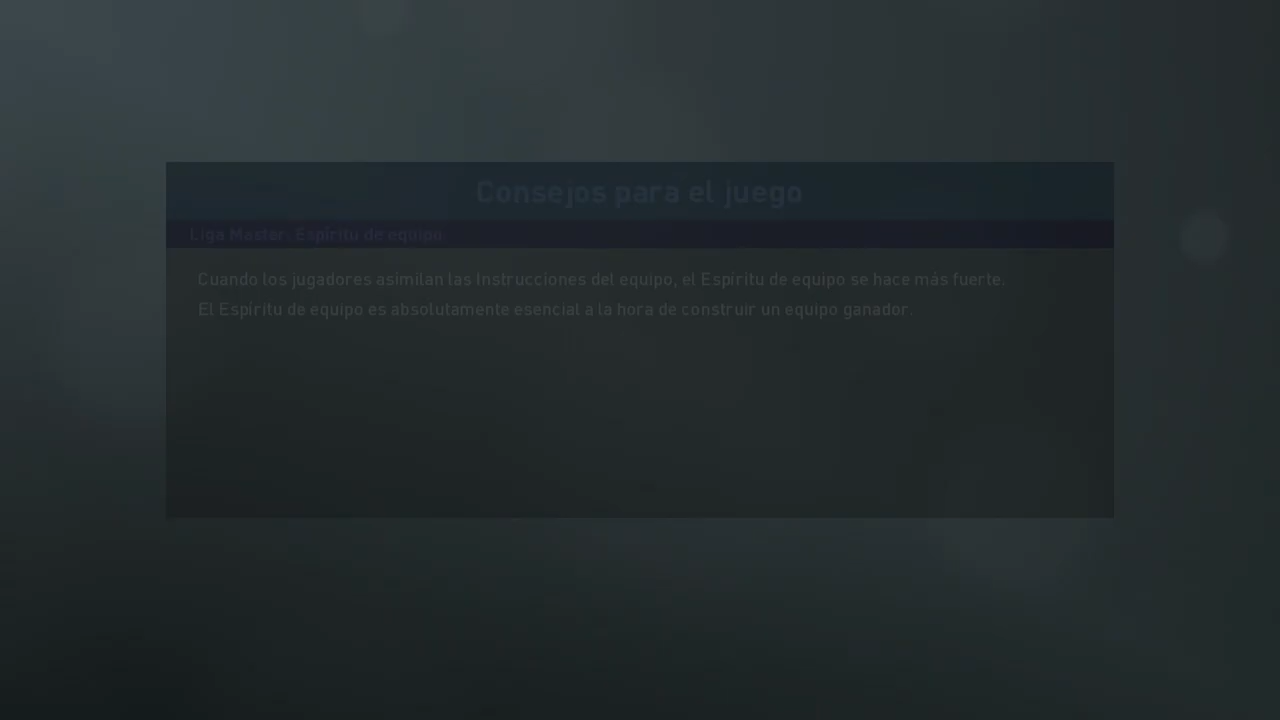 Consejos para el juego
Liga Master: Espíritu de equipo
Cuando los jugadores asimilan las Instrucciones del equipo, el Espíritu de equipo se hace más fuerte.
El Espíritu de equipo es absolutamente esencial a la hora de construir un equipo ganador.